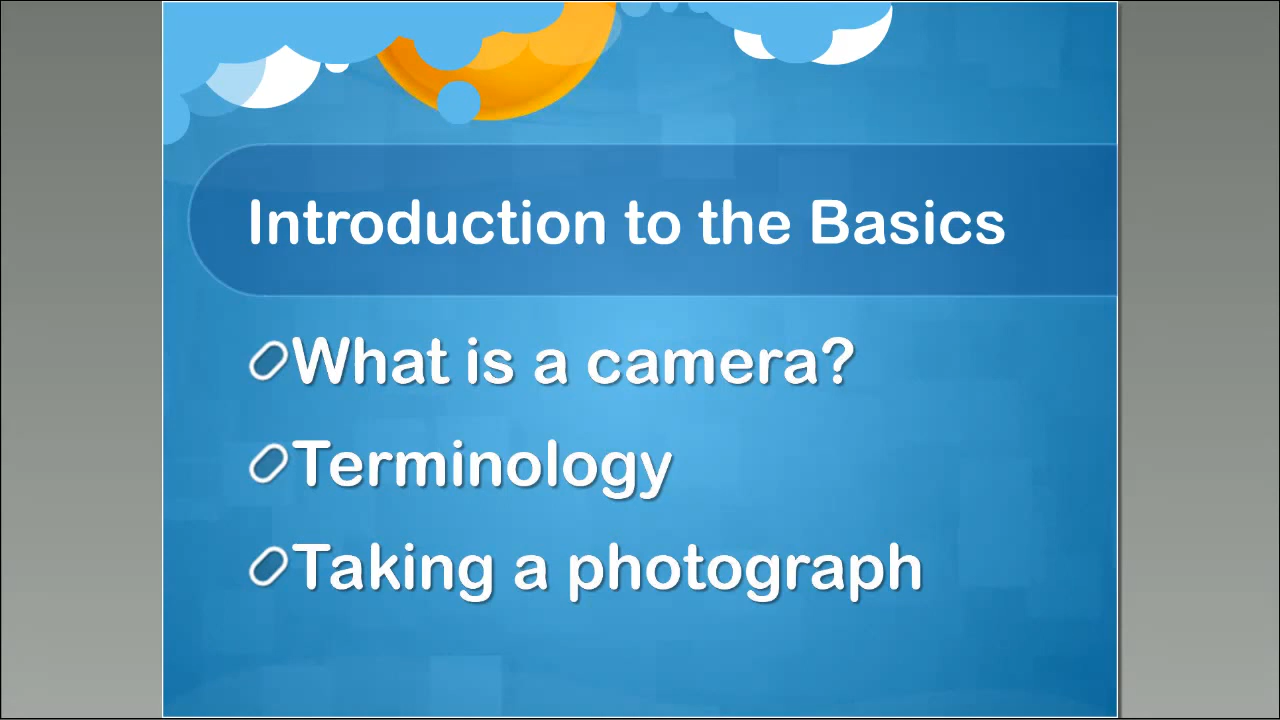 Introduction to the Basics
What is a camera?
Terminology
Taking a photograph